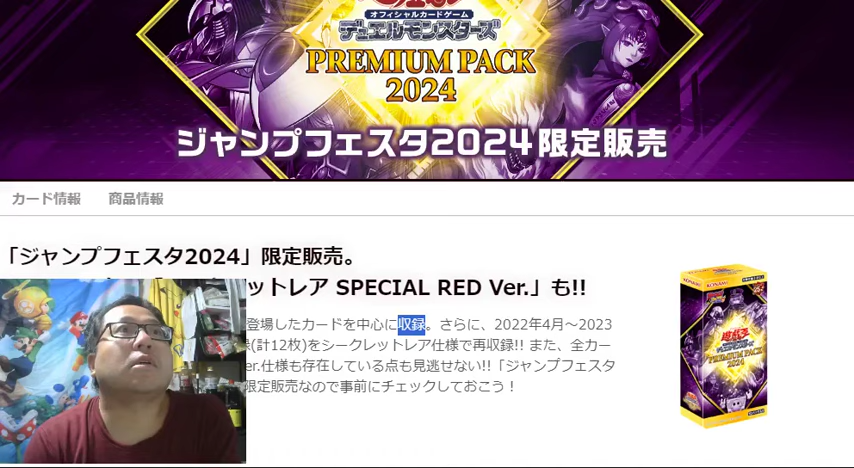 オフィシャルカードゲーム
デュエルモンスターズ
PREMIUM PACK
2024
ジャンプフェスタ2024限定販売
カード情報 商品情報
「ジャンプフェスタ2024」限定販売。
ットレア SPECIAL RED Ver.」も!!
登場したカードを中心に収録。さらに、2022年4月～2023
(計12枚)をシークレットレア仕様で再収録!! また、全カー
er.仕様も存在している点も見逃せない!!「ジャンプフェスタ
限定販売なので事前にチェックしておこう！
KONAMI
遊戯王
PREMIUM PACK
2024